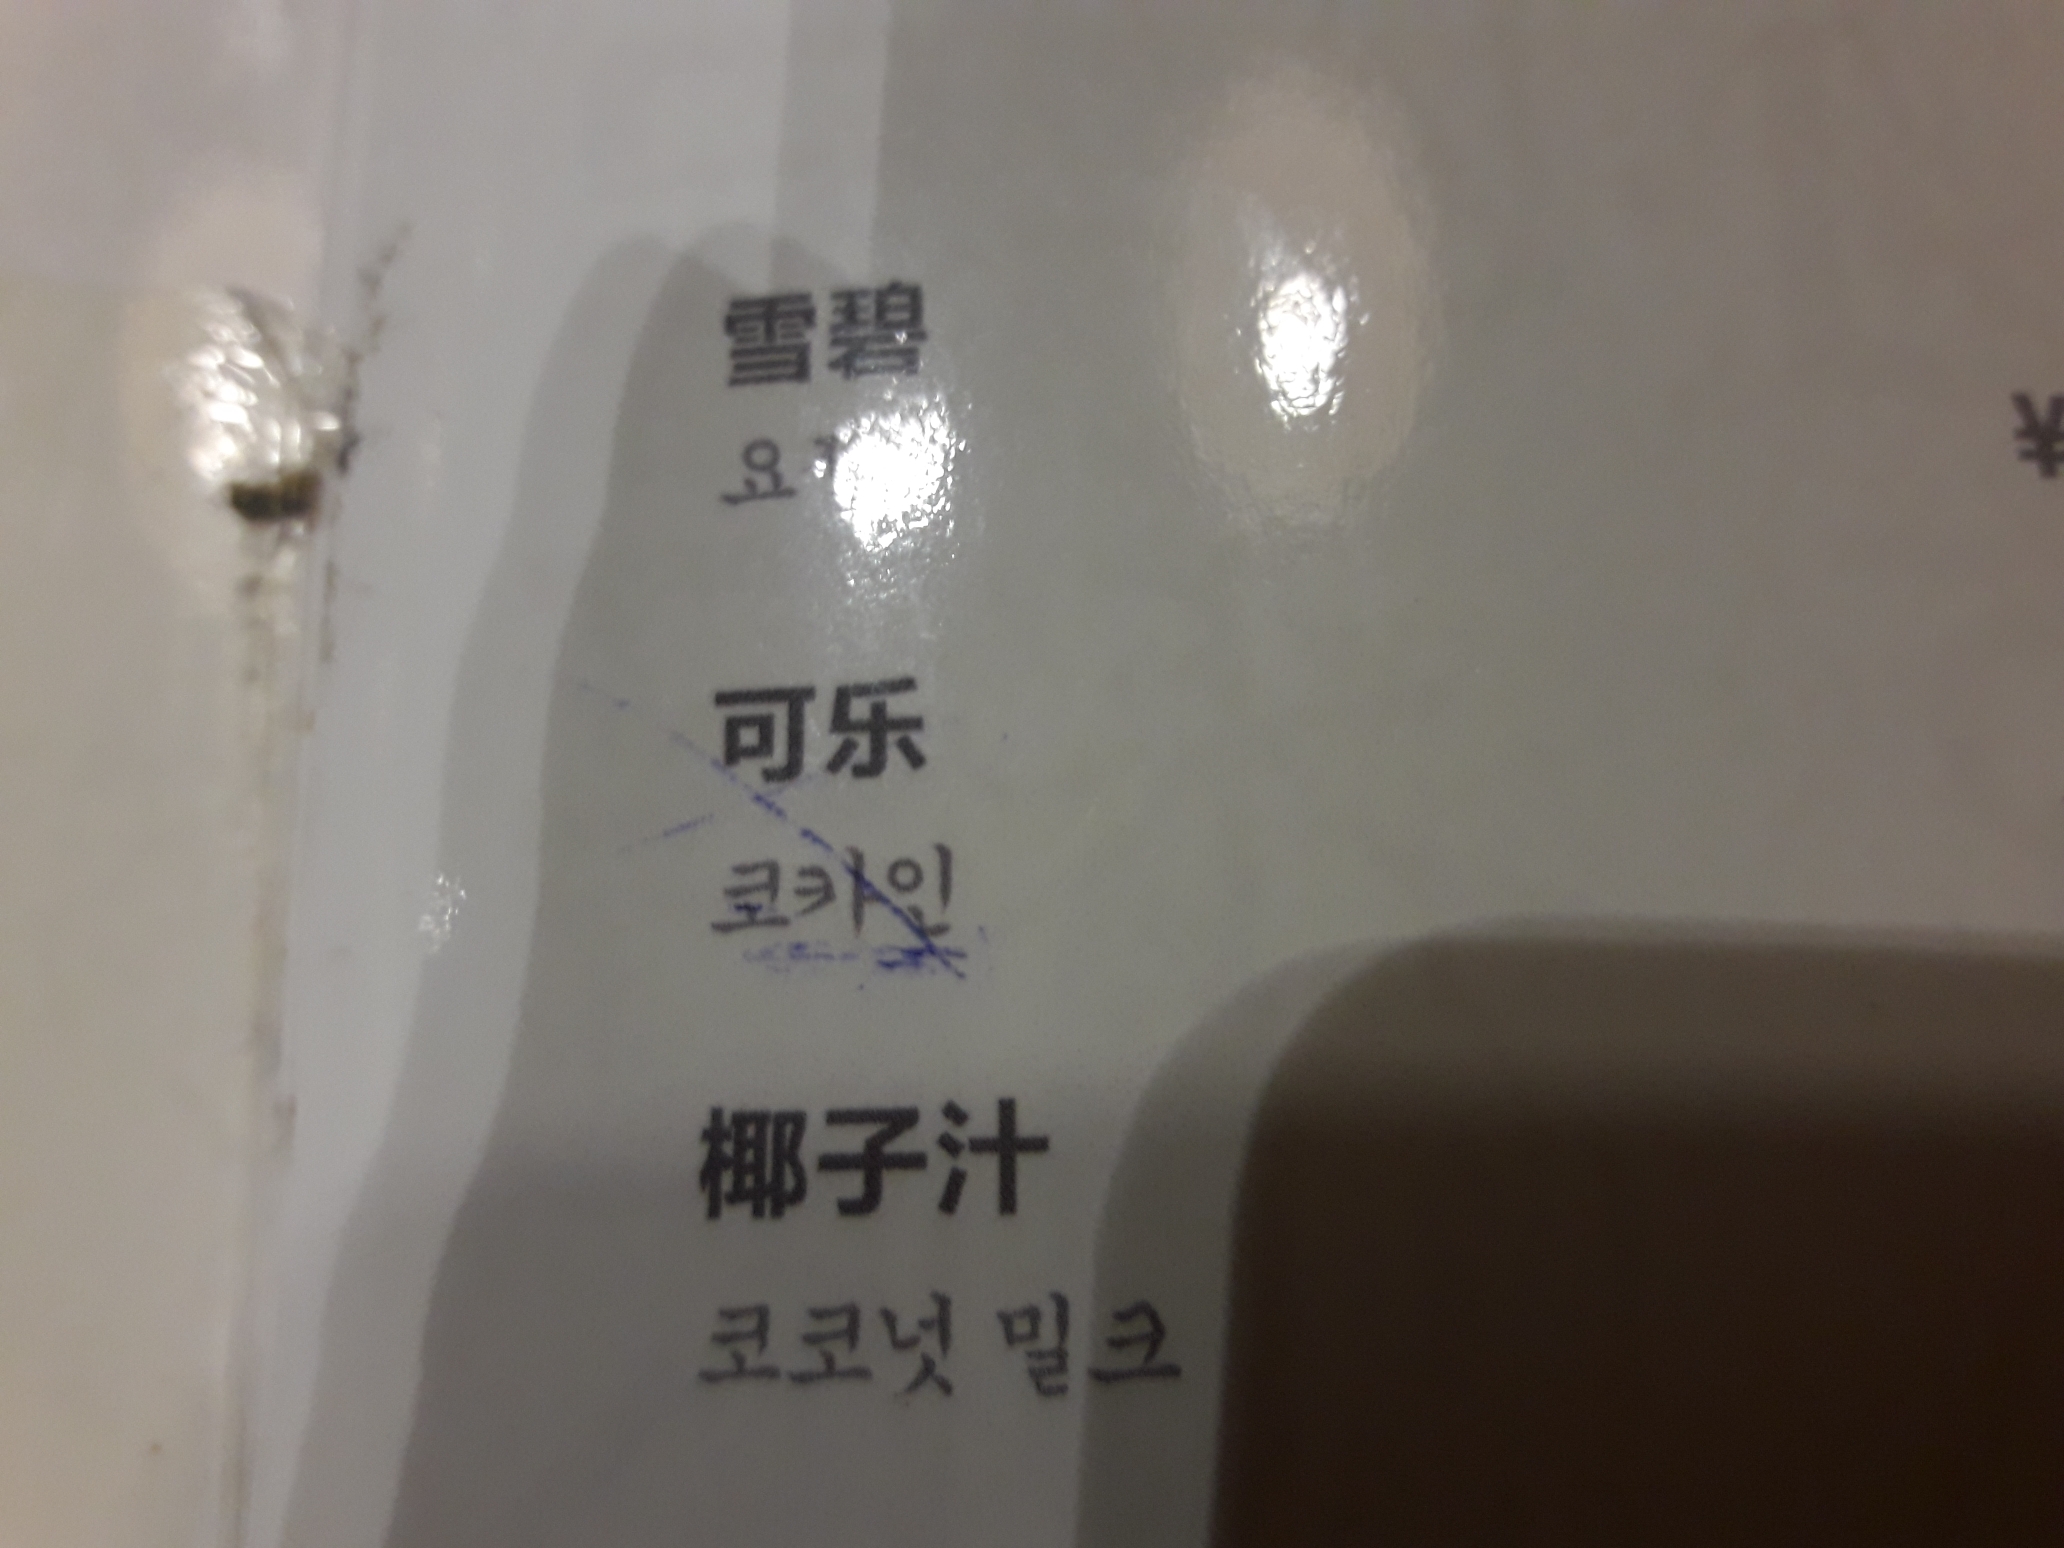 雪碧
¥
可乐
코카인
椰子汁
코코넛 밀크